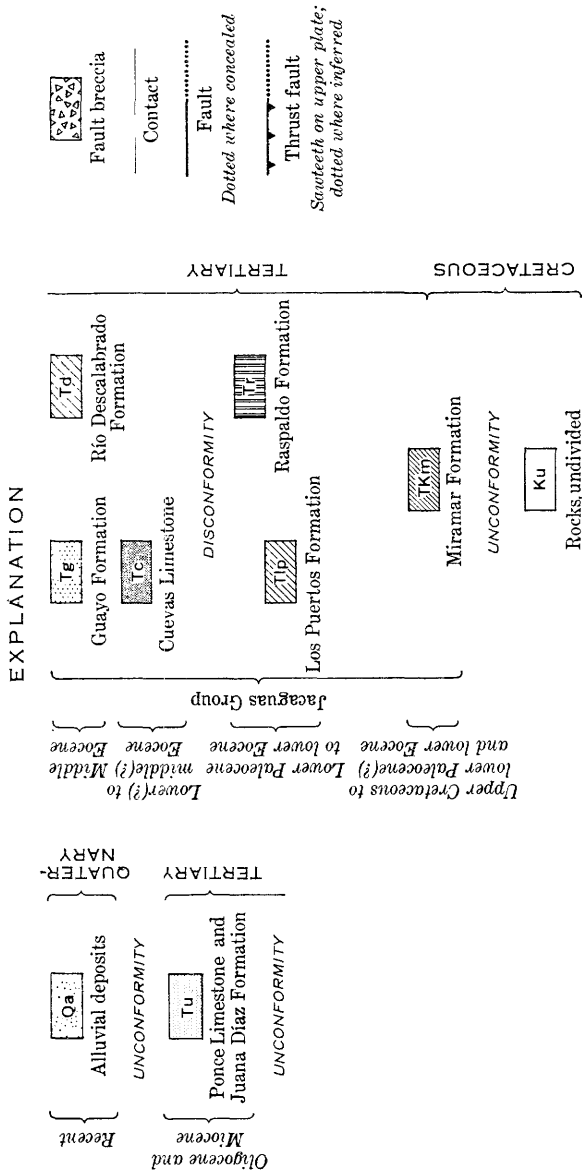 EXPLANATION
QUATER-
NARY
Recent
Qa
Alluvial deposits
UNCONFORMITY
TERTIARY
Oligocene and
Miocene
Tu
Ponce Limestone and
Juana Díaz Formation
UNCONFORMITY
Middle
Eocene
Lower(?) to
middle(?)
Eocene
Lower Paleocene
to lower Eocene
Upper Cretaceous to
lower Paleocene(?)
and lower Eocene
Jacaguas Group
Tg
Guayo Formation
Td
Río Descalabrado
Formation
Tc
Cuevas Limestone
DISCONFORMITY
Tlp
Los Puertos Formation
Tr
Raspaldo Formation
TKm
Miramar Formation
UNCONFORMITY
Ku
Rocks, undivided
TERTIARY
CRETACEOUS
Fault breccia
Contact
Fault
Dotted where concealed
Thrust fault
Sawteeth on upper plate;
dotted where inferred